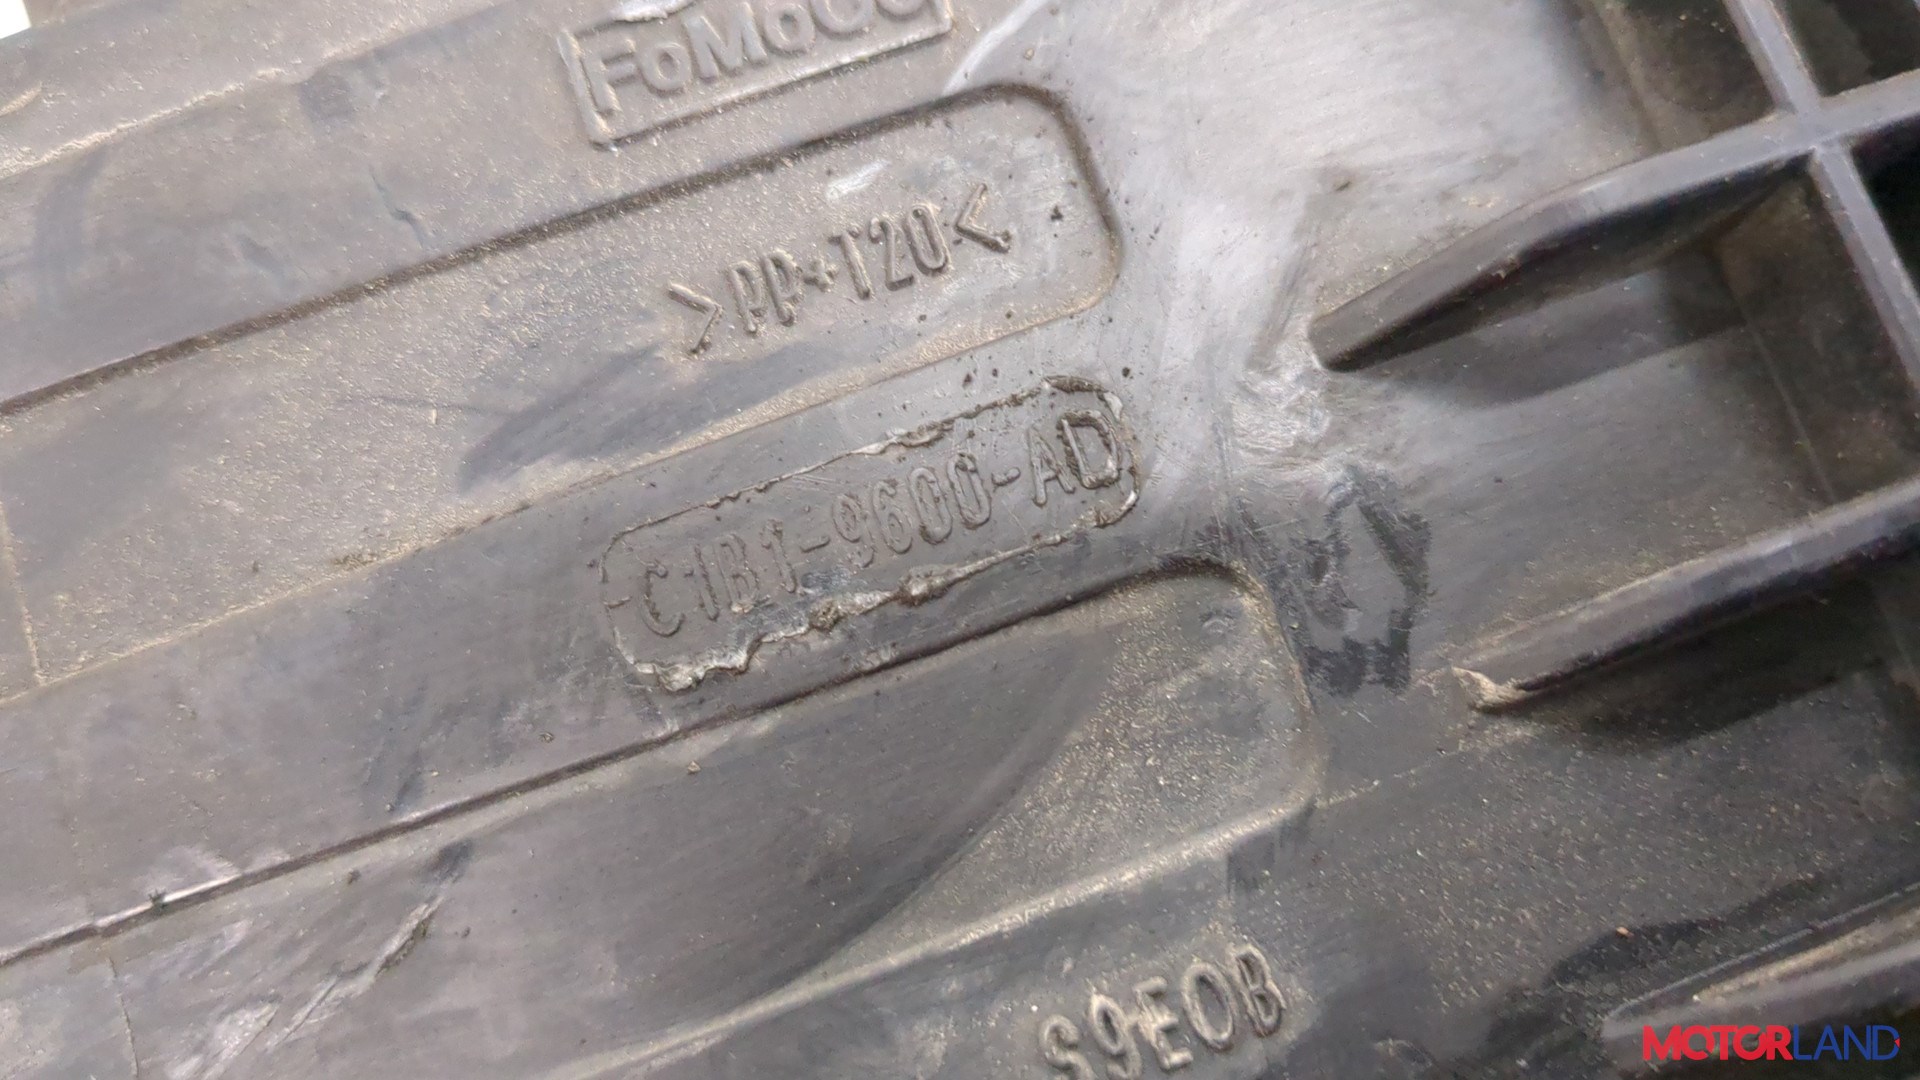 FoMoCo
>PP+T20<
C1B1-9600-AD
S9E0B
MOTORLAND